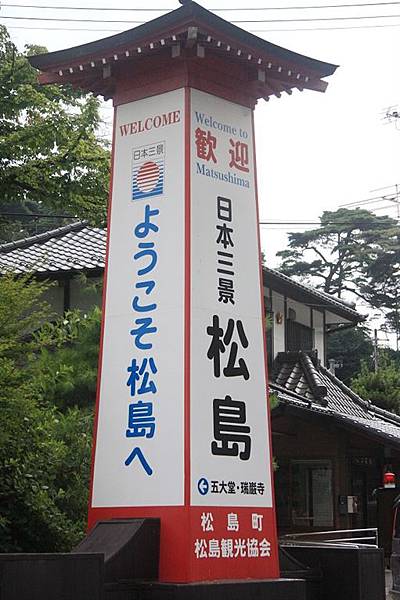 WELCOME
日本三景
ようこそ松島へ
Welcome to
歓迎
Matsushima
日本三景
松島
五大堂・瑞巌寺
松島町
松島観光協会